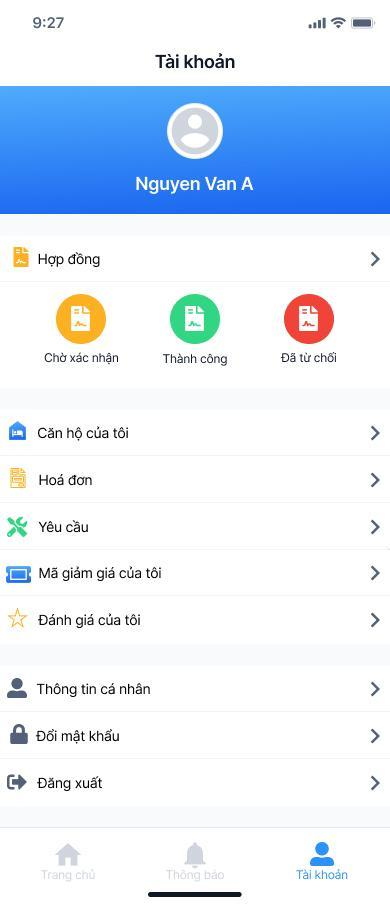 9:27
Tài khoản
Nguyen Van A
Hợp đồng
Chờ xác nhận
Thành công
Đã từ chối
Căn hộ của tôi
Hoá đơn
Yêu cầu
Mã giảm giá của tôi
Đánh giá của tôi
Thông tin cá nhân
Đổi mật khẩu
Đăng xuất
Trang chủ
Thông báo
Tài khoản